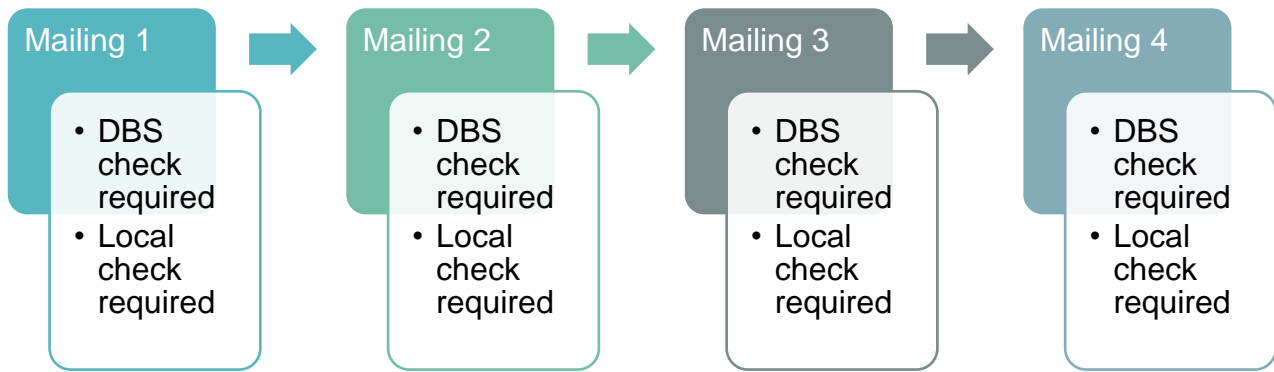 Mailing 1
• DBS
check
required
• Local
check
required
Mailing 2
• DBS
check
required
• Local
check
required
Mailing 3
• DBS
check
required
• Local
check
required
Mailing 4
• DBS
check
required
• Local
check
required